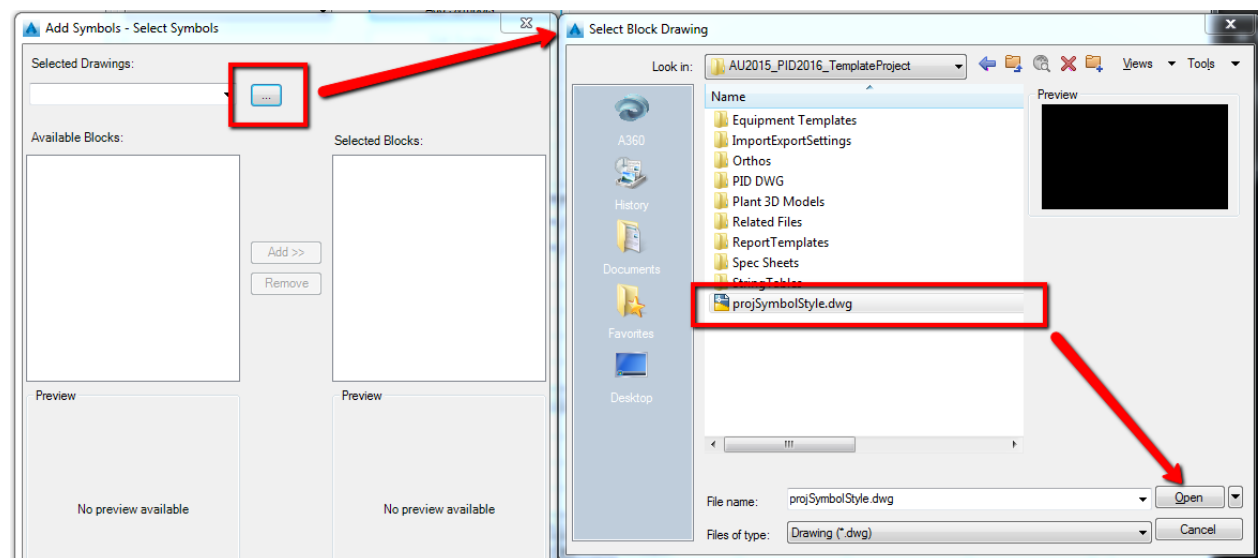 Add Symbols - Select Symbols
Selected Drawings:
...
Available Blocks:
Selected Blocks:
Add >>
Remove
Preview
Preview
No preview available
No preview available
Select Block Drawing
Look in:
AU2015_PID2016_TemplateProject
Views
Tools
A360
History
Documents
Favorites
Desktop
Name
Equipment Templates
ImportExportSettings
Orthos
PID DWG
Plant 3D Models
Related Files
ReportTemplates
Spec Sheets
StringTables
projSymbolStyle.dwg
Preview
File name:
projSymbolStyle.dwg
Open
Files of type:
Drawing (*.dwg)
Cancel